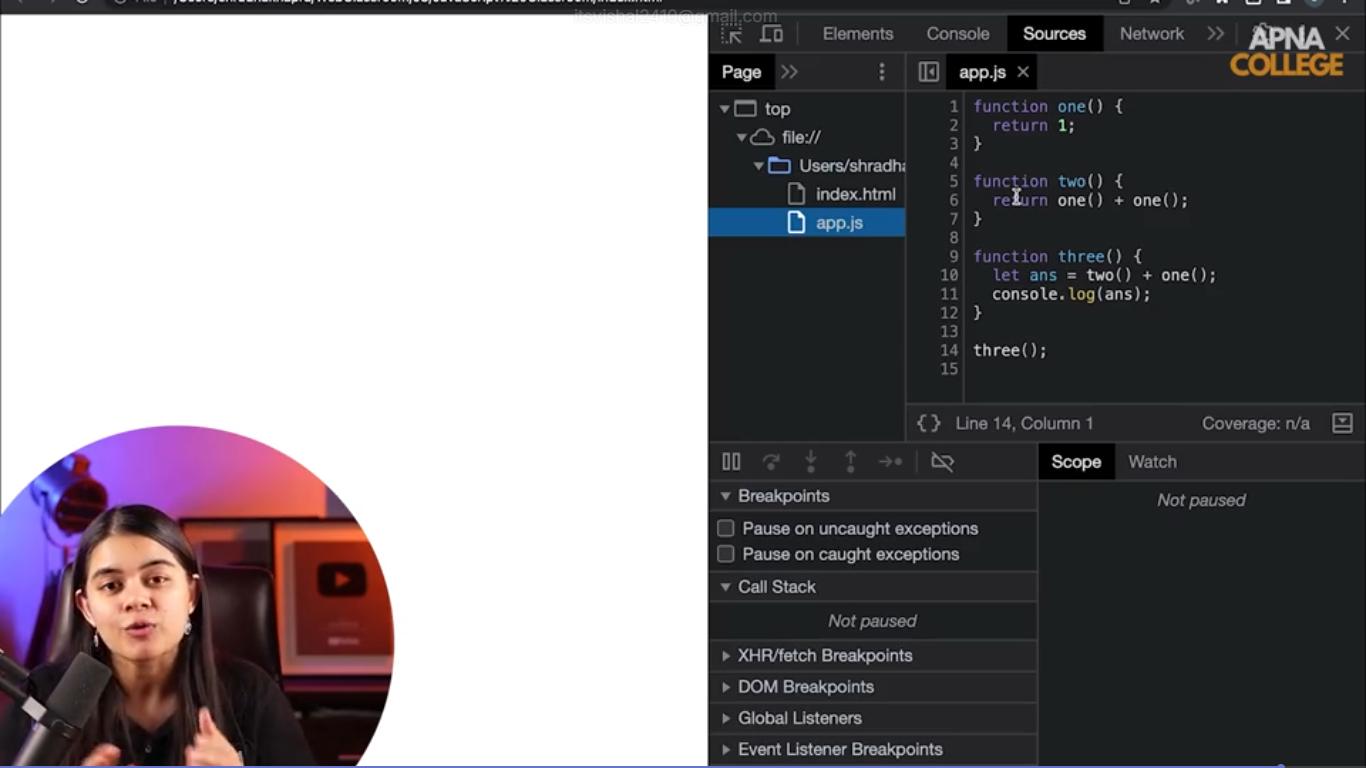 itsvishal2410@gmail.com
Elements Console Sources Network
APNA
COLLEGE
Page
app.js
top
file://
Users/shradha
index.html
app.js
1 function one() {
2 return 1;
3 }
4
5 function two() {
6 return one() + one();
7 }
8
9 function three() {
10 let ans = two() + one();
11 console.log(ans);
12 }
13
14 three();
15
{} Line 14, Column 1 Coverage: n/a
Scope Watch
Not paused
Breakpoints
Pause on uncaught exceptions
Pause on caught exceptions
Call Stack
Not paused
XHR/fetch Breakpoints
DOM Breakpoints
Global Listeners
Event Listener Breakpoints